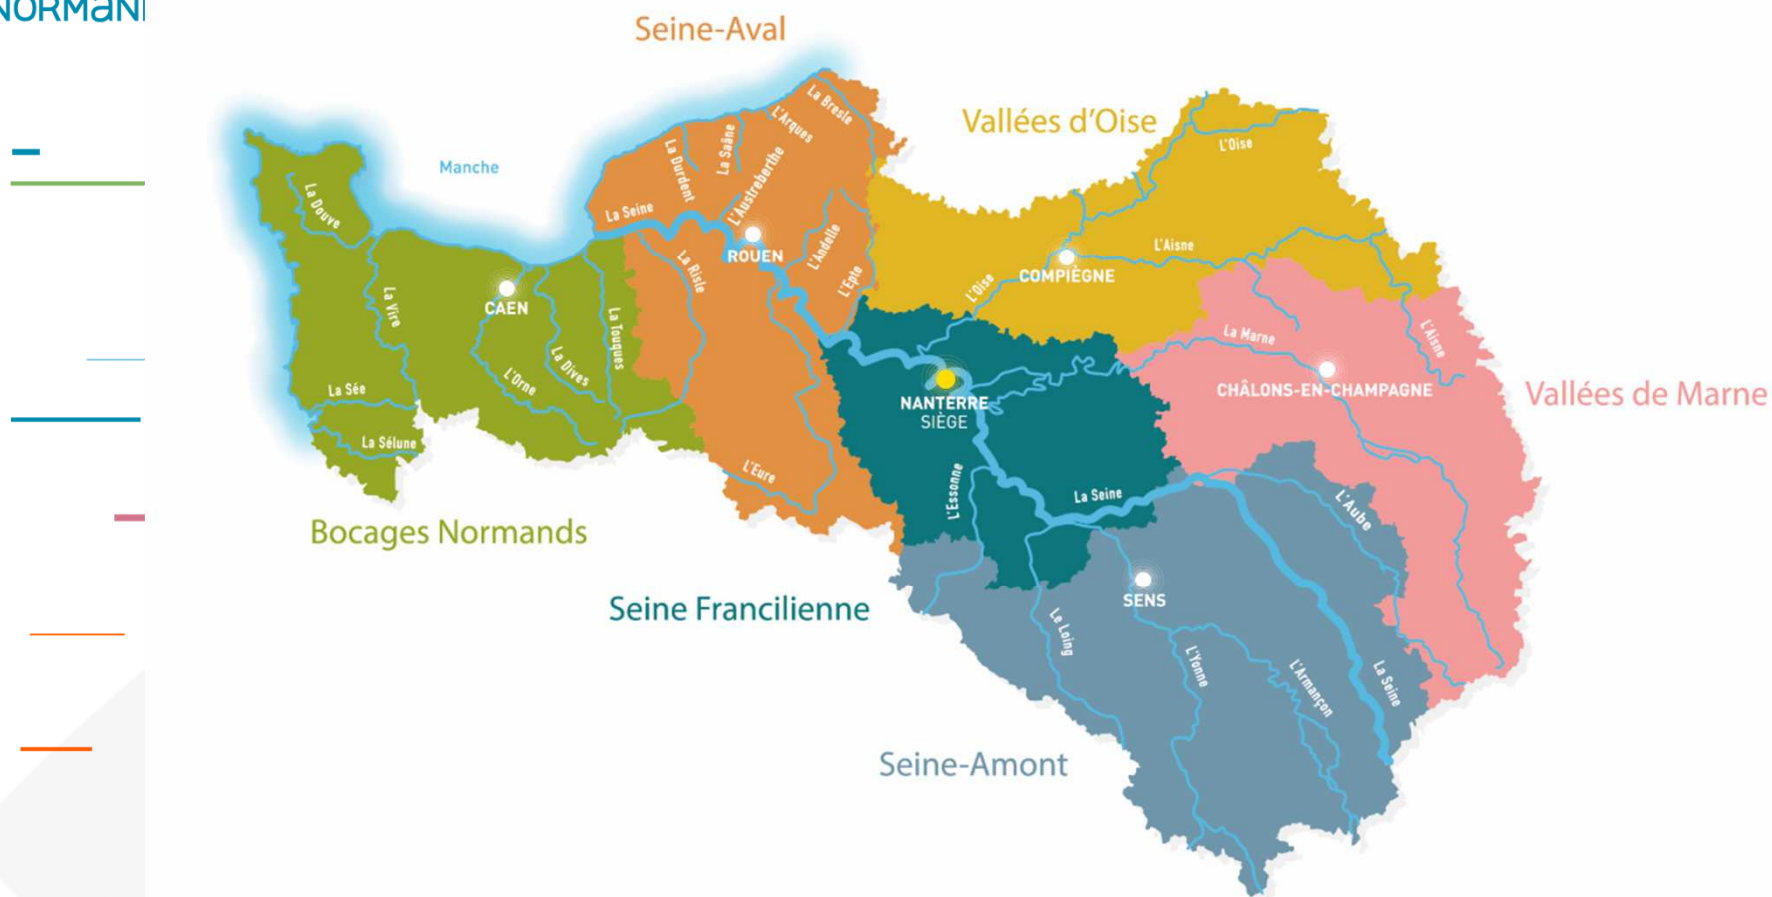 NORMAN
Seine-Aval
Vallées d'Oise
Manche
La Bresle
L'Arques
La Saâne
La Durdent
L'Austreberthe
La Seine
ROUEN
L'Andelle
L'Epte
La Risle
L'Eure
La Douve
La Vire
CAEN
La Touques
La Dives
L'Orne
La Sée
La Sélune
Bocages Normands
L'Oise
L'Aisne
COMPIÈGNE
L'Oise
La Marne
L'Aisne
CHÂLONS-EN-CHAMPAGNE
Vallées de Marne
NANTERRE
SIÈGE
L'Essonne
La Seine
Seine Francilienne
L'Aube
SENS
Le Loing
L'Yonne
L'Armançon
La Seine
Seine-Amont